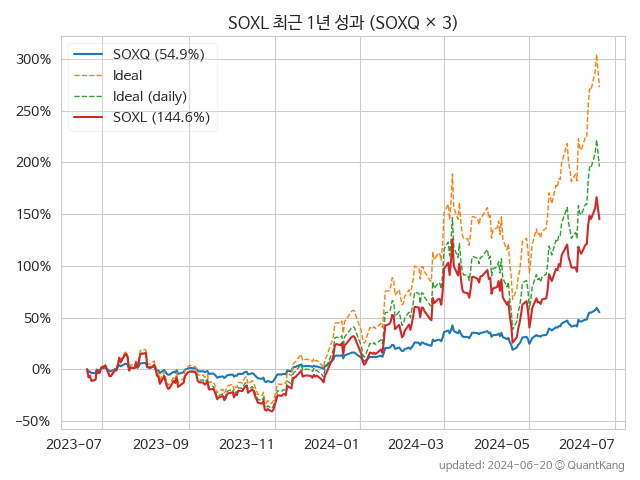 SOXL 최근 1년 성과 (SOXQ × 3)
SOXQ (54.9%)
Ideal
Ideal (daily)
SOXL (144.6%)
300%
250%
200%
150%
100%
50%
0%
−50%
2023-07 2023-09 2023-11 2024-01 2024-03 2024-05 2024-07
updated: 2024-06-20 © QuantKang